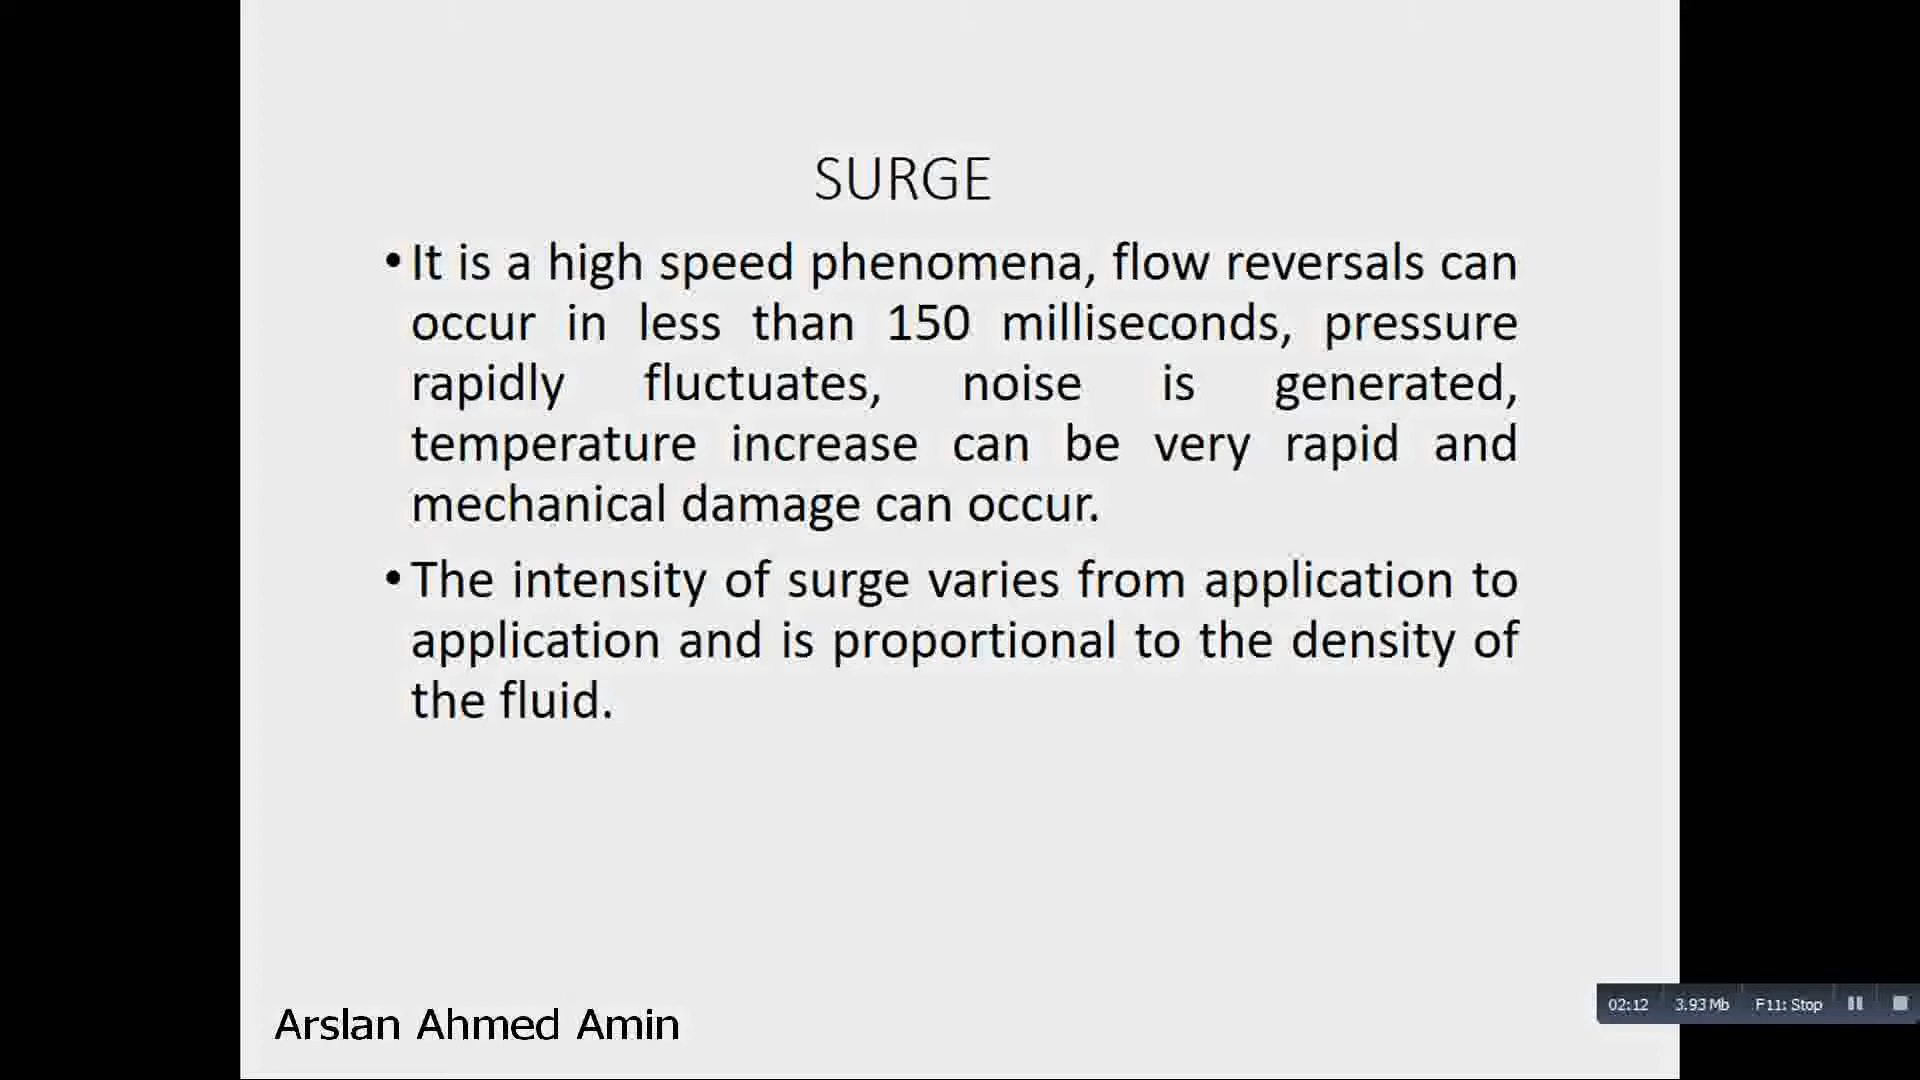 SURGE
•It is a high speed phenomena, flow reversals can
occur in less than 150 milliseconds, pressure
rapidly fluctuates, noise is generated,
temperature increase can be very rapid and
mechanical damage can occur.
•The intensity of surge varies from application to
application and is proportional to the density of
the fluid.
Arslan Ahmed Amin
02:12 3.93 Mb F11: Stop